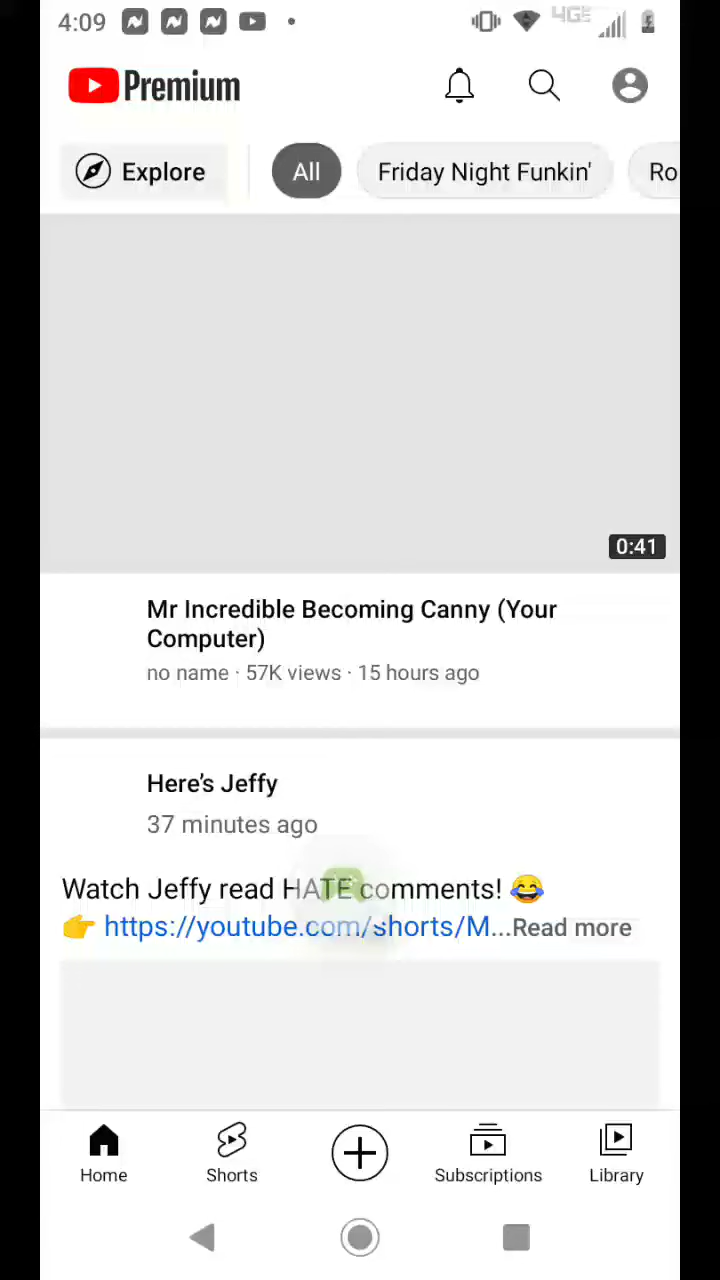 4:09
4GE
Premium
Explore
All
Friday Night Funkin'
Ro
0:41
Mr Incredible Becoming Canny (Your
Computer)
no name · 57K views · 15 hours ago
Here's Jeffy
37 minutes ago
Watch Jeffy read HATE comments! 😂
👉 https://youtube.com/shorts/M...Read more
Home
Shorts
Subscriptions
Library